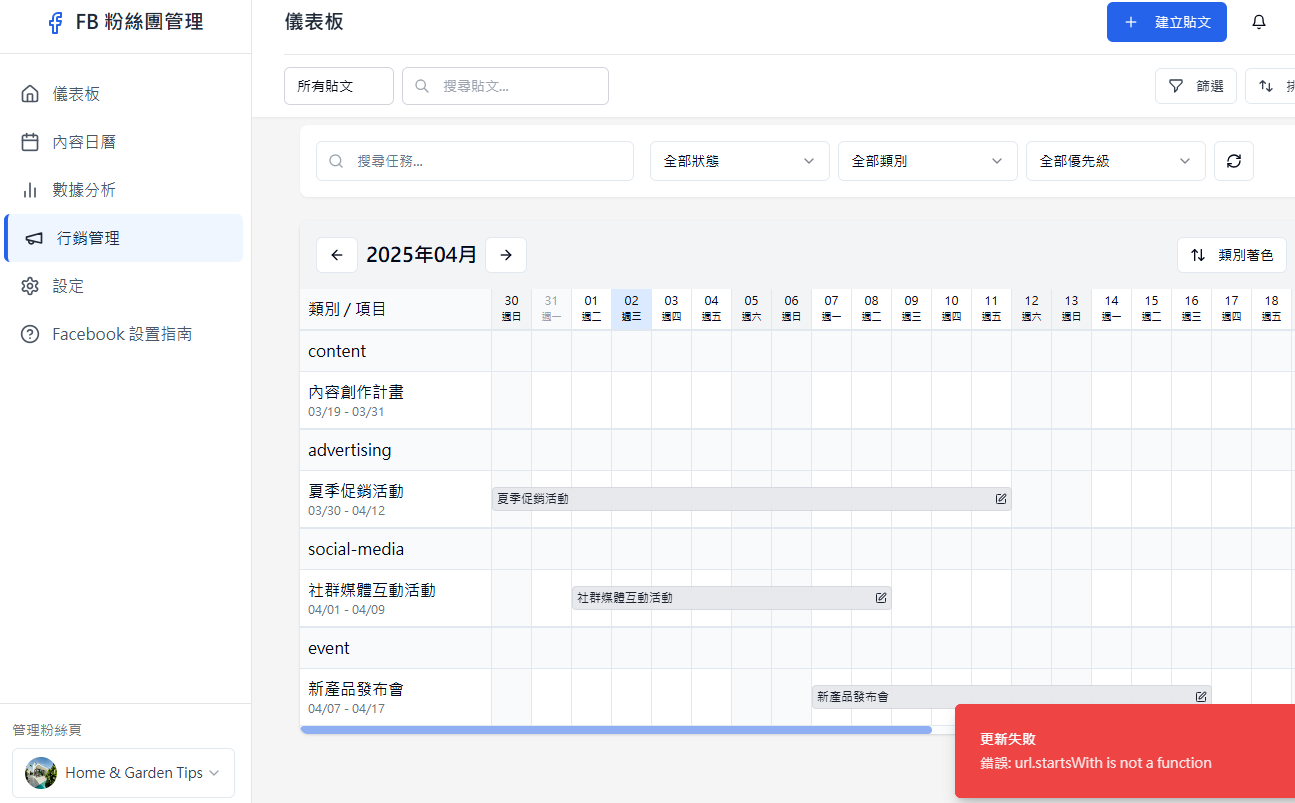 FB 粉絲團管理
儀表板
建立貼文
所有貼文
搜尋貼文...
篩選
儀表板
內容日曆
數據分析
行銷管理
設定
Facebook 設置指南
搜尋任務...
全部狀態
全部類別
全部優先級
2025年04月
類別著色
類別 / 項目
30 31 01 02 03 04 05 06 07 08 09 10 11 12 13 14 15 16 17 18
週日 週一 週二 週三 週四 週五 週六 週日 週一 週二 週三 週四 週五 週六 週日 週一 週二 週三 週四 週五
content
內容創作計畫
03/19 - 03/31
advertising
夏季促銷活動
03/30 - 04/12
夏季促銷活動
social-media
社群媒體互動活動
04/01 - 04/09
社群媒體互動活動
event
新產品發布會
04/07 - 04/17
新產品發布會
管理粉絲頁
Home & Garden Tips
更新失敗
錯誤: url.startsWith is not a function